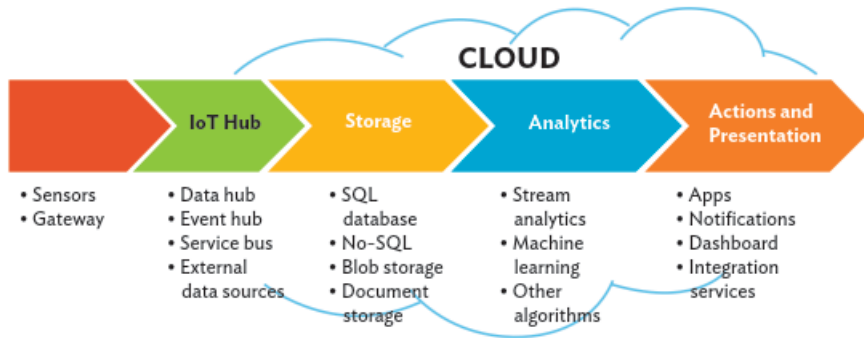 CLOUD
IoT Hub
Storage
Analytics
Actions and
Presentation
• Sensors
• Gateway
• Data hub
• Event hub
• Service bus
• External
data sources
• SQL
database
• No-SQL
• Blob storage
• Document
storage
• Stream
analytics
• Machine
learning
• Other
algorithms
• Apps
• Notifications
• Dashboard
• Integration
services